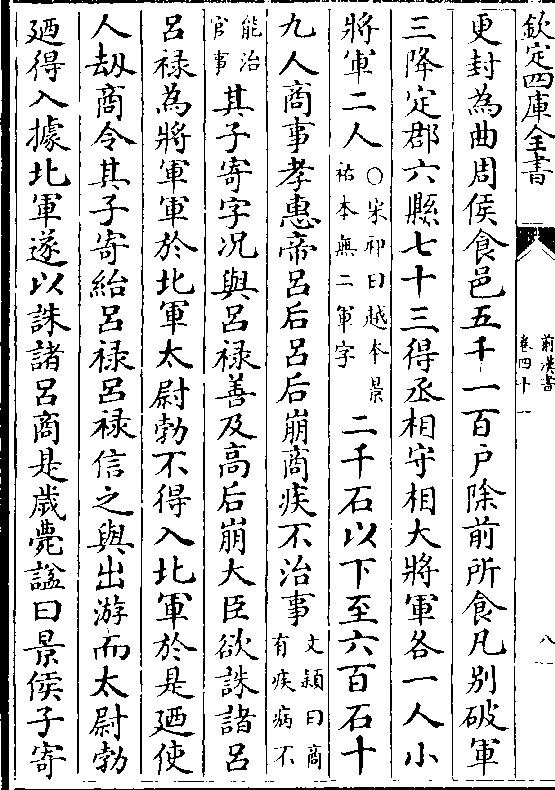 欽定四庫全書
前漢書
卷四十一
八
更封為曲周侯食邑五千一百戶除前所食凡別破軍
三降定郡六縣七十三得丞相守相大將軍各一人小
將軍二人
○宋祁曰越本景
祐本無二軍字
二千石以下至六百石十
九人商事孝惠帝呂后呂后崩商疾不治事
文穎曰商
有疾病不
能治
官事
其子寄字况與呂祿善及高后崩大臣欲誅諸呂
呂祿為將軍軍於北軍太尉勃不得入北軍於是廼使
人劫商令其子寄紿呂祿呂祿信之與出游而太尉勃
廼得入據北軍遂以誅諸呂商是歲薨諡曰景侯子寄